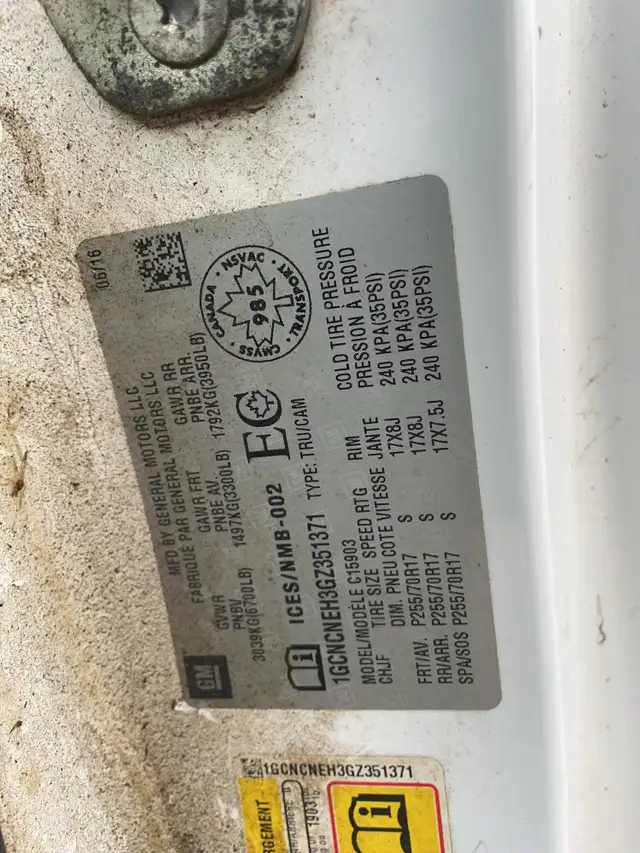 06/16
MFD BY GENERAL MOTORS LLC
FABRIQUÉ PAR GENERAL MOTORS LLC
GVWR GAWR FRT GAWR RR
PNBV PNBE AV. PNBE ARR.
3039KG(6700LB) 1497KG(3300LB) 1792KG(3950LB)
GM
ICES/NMB-002
EC
CANADA · NSVAC · TRANSPORT · CMVSS
985
1GCNCNEH3GZ351371 TYPE: TRU/CAM
MODEL/MODÈLE C15903
CHJF TIRE SIZE SPEED RTG RIM COLD TIRE PRESSURE
DIM. PNEU COTE VITESSE JANTE PRESSION À FROID
FRT/AV. P255/70R17 S 17X8J 240 KPA(35PSI)
RR/ARR. P255/70R17 S 17X8J 240 KPA(35PSI)
SPA/SOS P255/70R17 S 17X7.5J 240 KPA(35PSI)
1GCNCNEH3GZ351371
RGEMENT